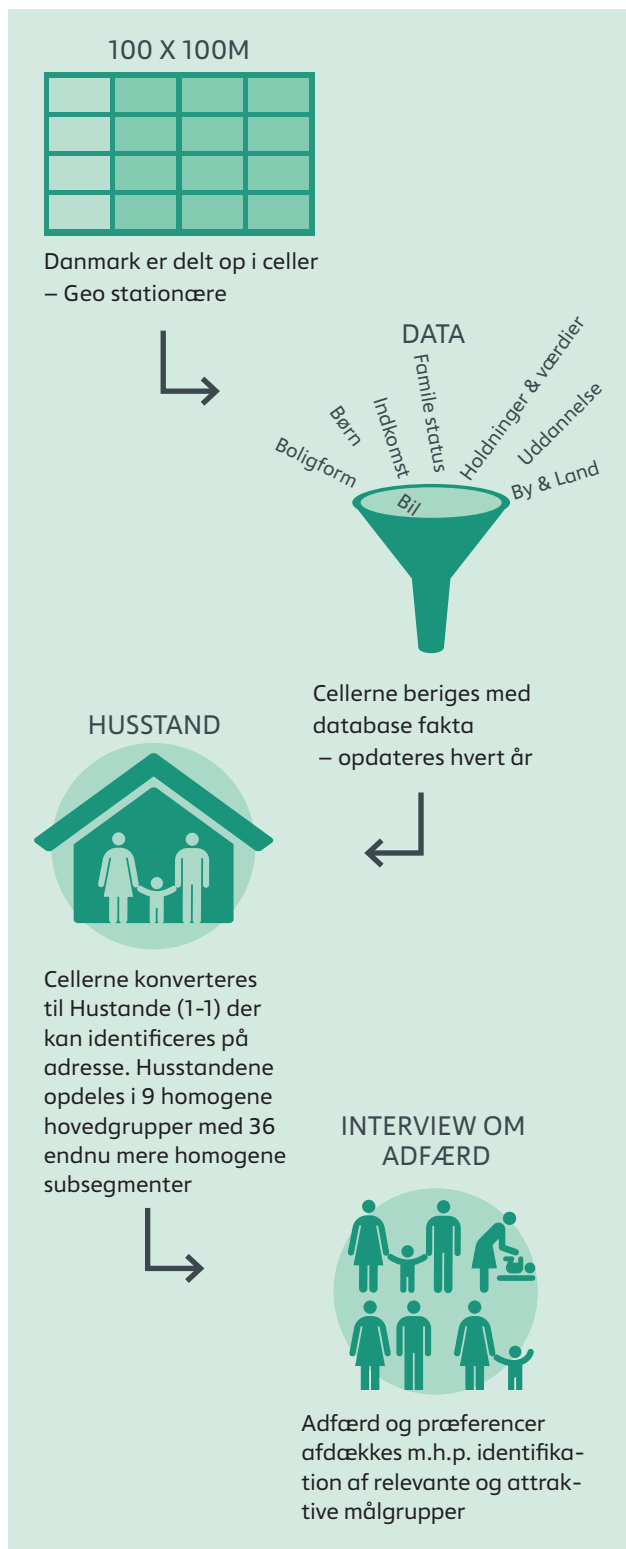 100 X 100M
Danmark er delt op i celler
– Geo stationære
DATA
Boligform
Børn
Indkomst
Famile status
Holdninger & værdier
Uddannelse
By & Land
Bil
Cellerne beriges med
database fakta
– opdateres hvert år
HUSSTAND
Cellerne konverteres
til Hustande (1-1) der
kan identificeres på
adresse. Husstandene
opdeles i 9 homogene
hovedgrupper med 36
endnu mere homogene
subsegmenter
INTERVIEW OM
ADFÆRD
Adfærd og præferencer
afdækkes m.h.p. identifika-
tion af relevante og attrak-
tive målgrupper